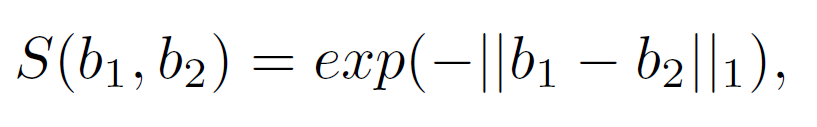 S(b₁, b₂) = exp(−||b₁ − b₂||₁),